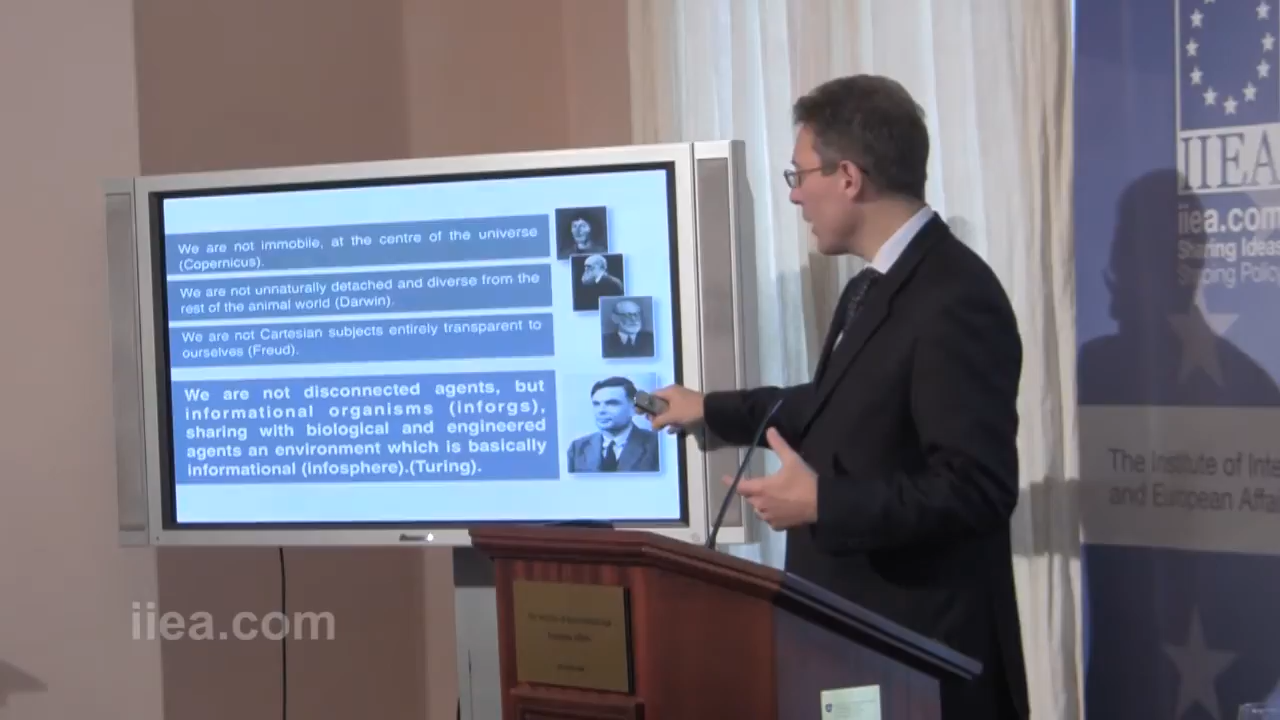 We are not immobile, at the centre of the universe
(Copernicus).
We are not unnaturally detached and diverse from the
rest of the animal world (Darwin).
We are not Cartesian subjects entirely transparent to
ourselves (Freud).
We are not disconnected agents, but
informational organisms (inforgs),
sharing with biological and engineered
agents an environment which is basically
informational (infosphere).(Turing).
IIEA
iiea.com
Sharing Ideas
Shaping Policy
The Institute of Inte
and European Affa
iiea.com